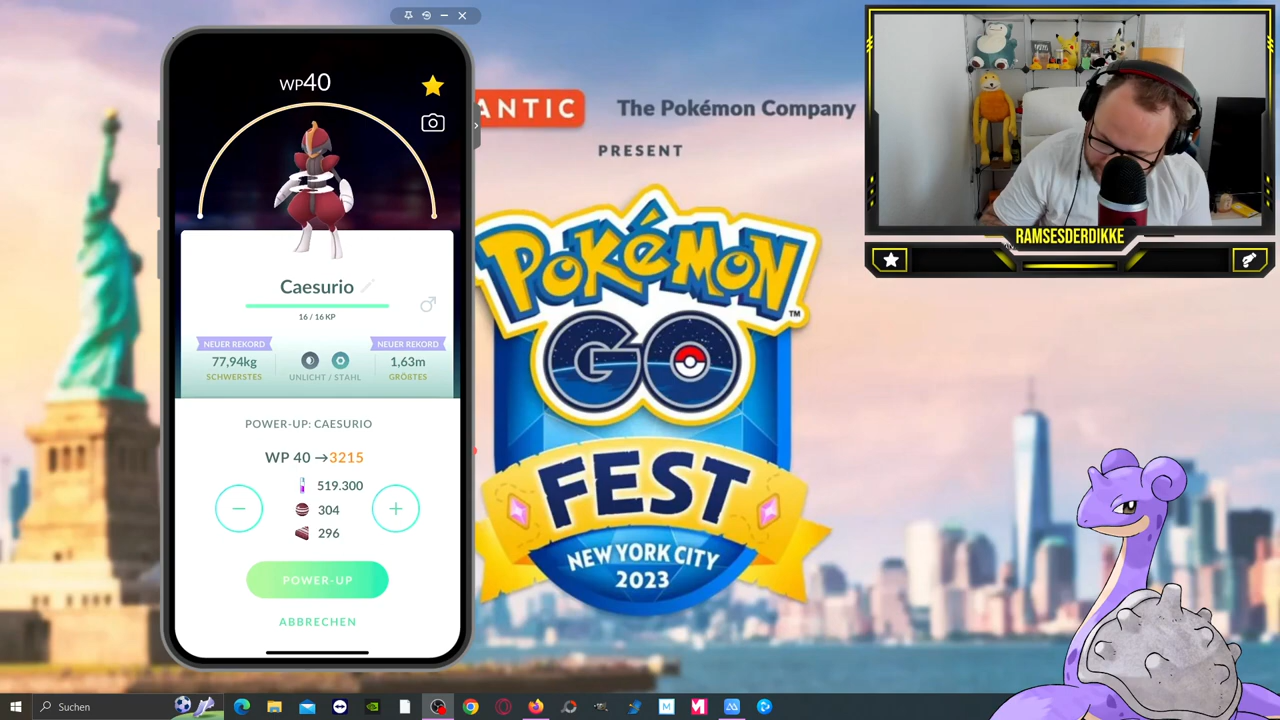 WP40
Caesurio
16 / 16 KP
NEUER REKORD
NEUER REKORD
77,94kg
1,63m
SCHWERSTES
UNLICHT / STAHL
GRÖßTES
POWER-UP: CAESURIO
WP 40 →3215
519.300
304
296
POWER-UP
ABBRECHEN
ANTIC
The Pokémon Company
PRESENT
POKéMON
TM
GO
FEST
NEW YORK CITY
2023
RAMSESDERDIKKE
Suchen